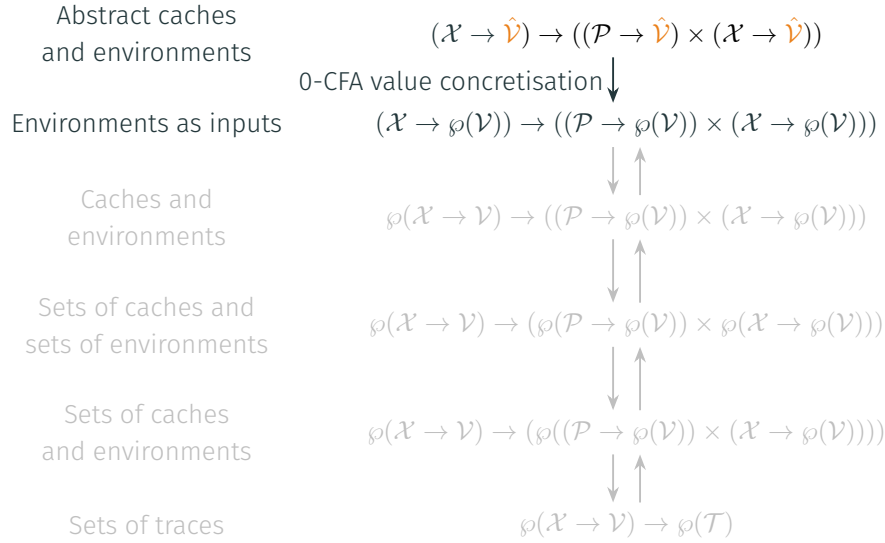 Abstract caches
and environments
(𝒳 → 𝒱̂) → ((𝒫 → 𝒱̂) × (𝒳 → 𝒱̂))
0-CFA value concretisation
Environments as inputs
(𝒳 → ℘(𝒱)) → ((𝒫 → ℘(𝒱)) × (𝒳 → ℘(𝒱)))
Caches and
environments
℘(𝒳 → 𝒱) → ((𝒫 → ℘(𝒱)) × (𝒳 → ℘(𝒱)))
Sets of caches and
sets of environments
℘(𝒳 → 𝒱) → (℘(𝒫 → ℘(𝒱)) × ℘(𝒳 → ℘(𝒱)))
Sets of caches
and environments
℘(𝒳 → 𝒱) → (℘((𝒫 → ℘(𝒱)) × (𝒳 → ℘(𝒱))))
Sets of traces
℘(𝒳 → 𝒱) → ℘(𝒯)